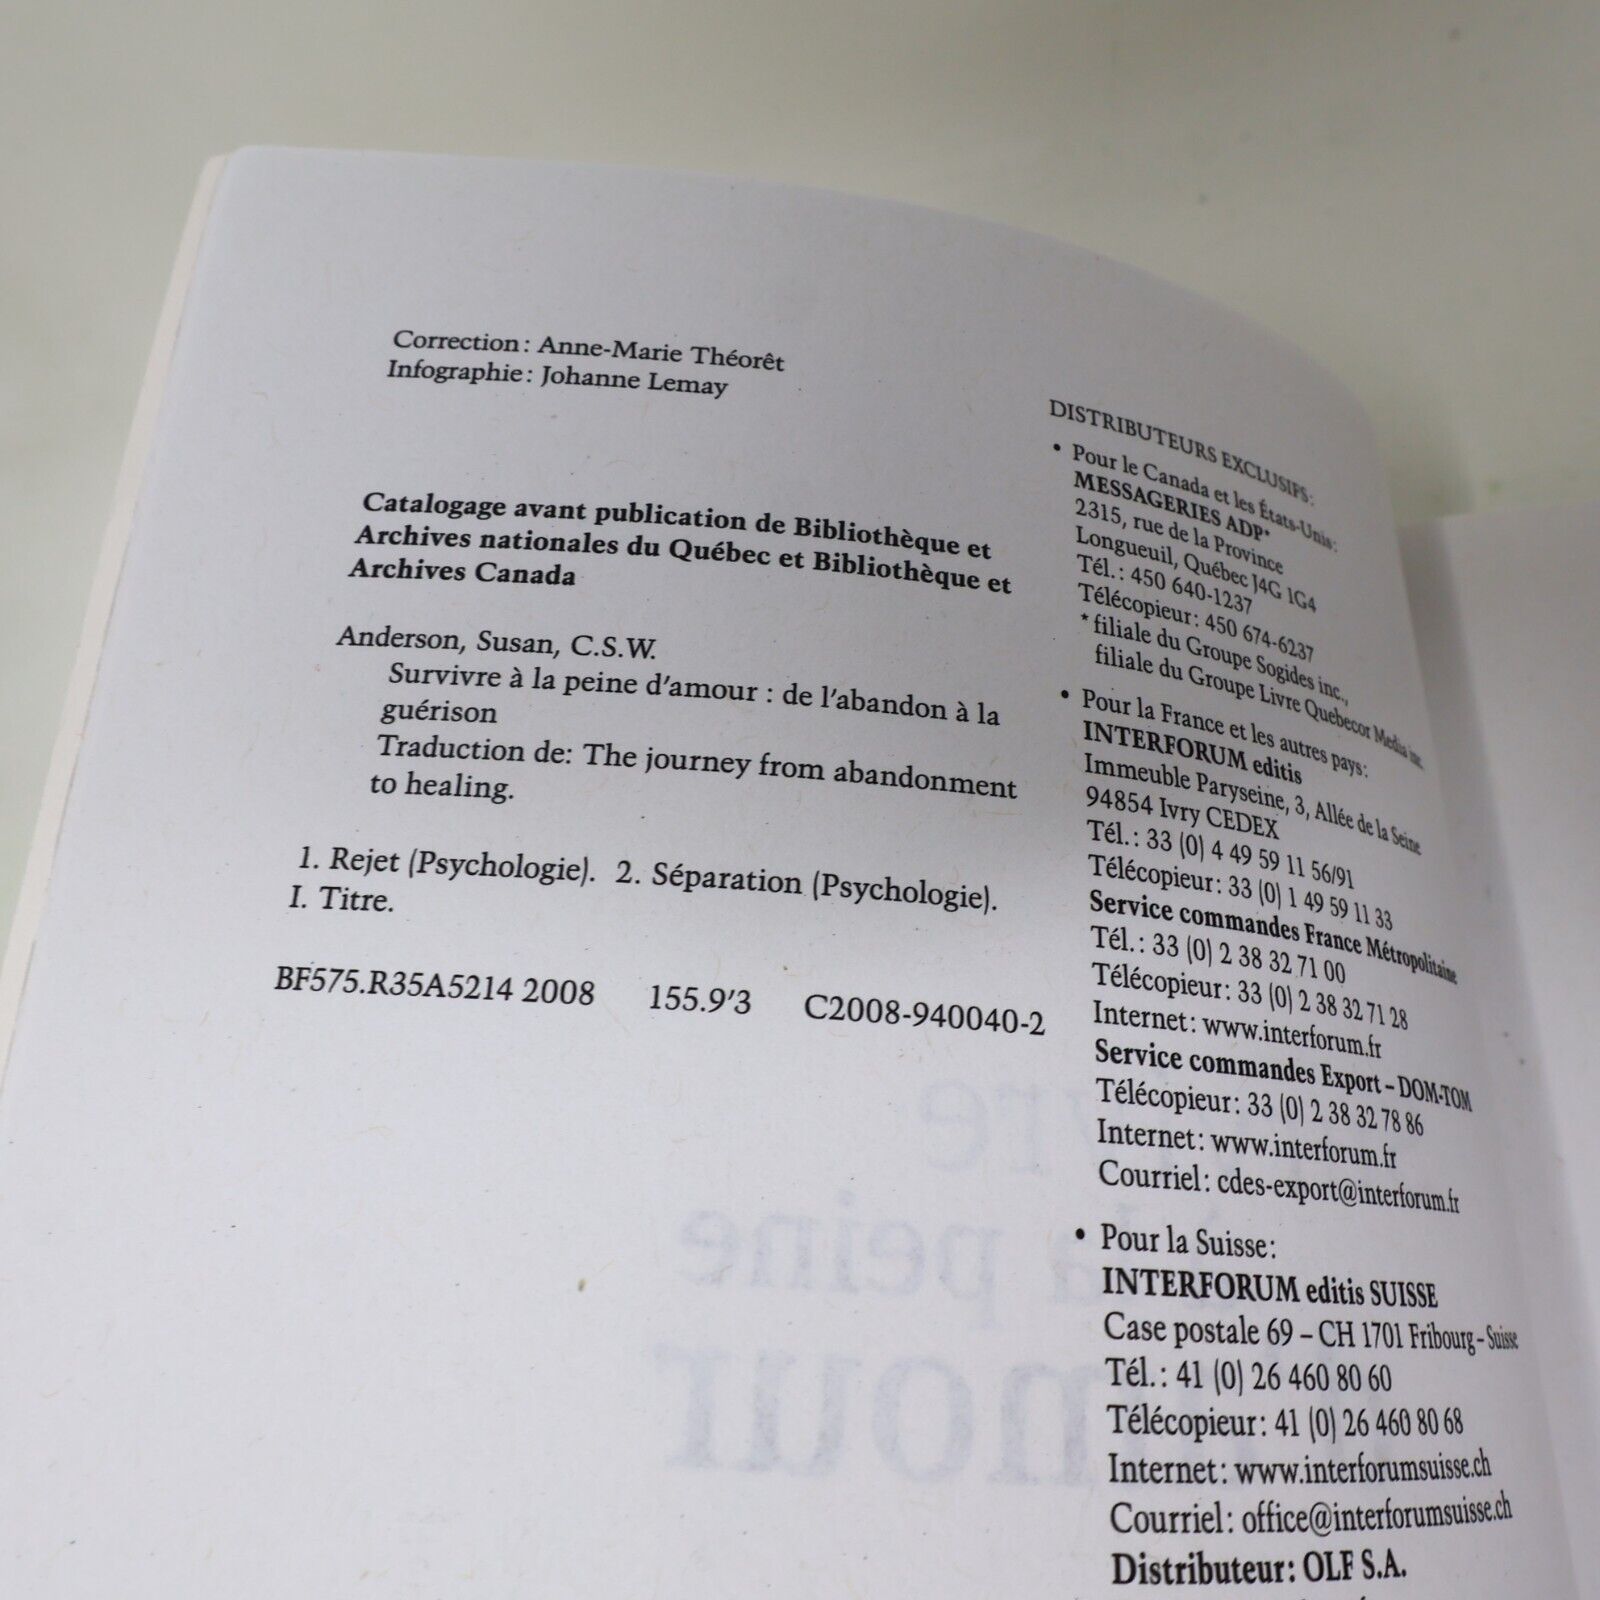 Correction : Anne-Marie Théorêt
Infographie : Johanne Lemay
Catalogage avant publication de Bibliothèque et
Archives nationales du Québec et Bibliothèque et
Archives Canada
Anderson, Susan, C.S.W.
Survivre à la peine d'amour : de l'abandon à la
guérison
Traduction de: The journey from abandonment
to healing.
1. Rejet (Psychologie). 2. Séparation (Psychologie).
I. Titre.
BF575.R35A5214 2008 155.9'3 C2008-940040-2
DISTRIBUTEURS EXCLUSIFS :
• Pour le Canada et les États-Unis :
MESSAGERIES ADP*
2315, rue de la Province
Longueuil, Québec J4G 1G4
Tél. : 450 640-1237
Télécopieur : 450 674-6237
* filiale du Groupe Sogides inc.,
filiale du Groupe Livre Quebecor Media inc.
• Pour la France et les autres pays :
INTERFORUM editis
Immeuble Paryseine, 3, Allée de la Seine
94854 Ivry CEDEX
Tél. : 33 (0) 4 49 59 11 56/91
Télécopieur : 33 (0) 1 49 59 11 33
Service commandes France Métropolitaine
Tél. : 33 (0) 2 38 32 71 00
Télécopieur : 33 (0) 2 38 32 71 28
Internet : www.interforum.fr
Service commandes Export – DOM-TOM
Télécopieur : 33 (0) 2 38 32 78 86
Internet : www.interforum.fr
Courriel : cdes-export@interforum.fr
• Pour la Suisse :
INTERFORUM editis SUISSE
Case postale 69 – CH 1701 Fribourg – Suisse
Tél. : 41 (0) 26 460 80 60
Télécopieur : 41 (0) 26 460 80 68
Internet : www.interforumsuisse.ch
Courriel : office@interforumsuisse.ch
Distributeur : OLF S.A.